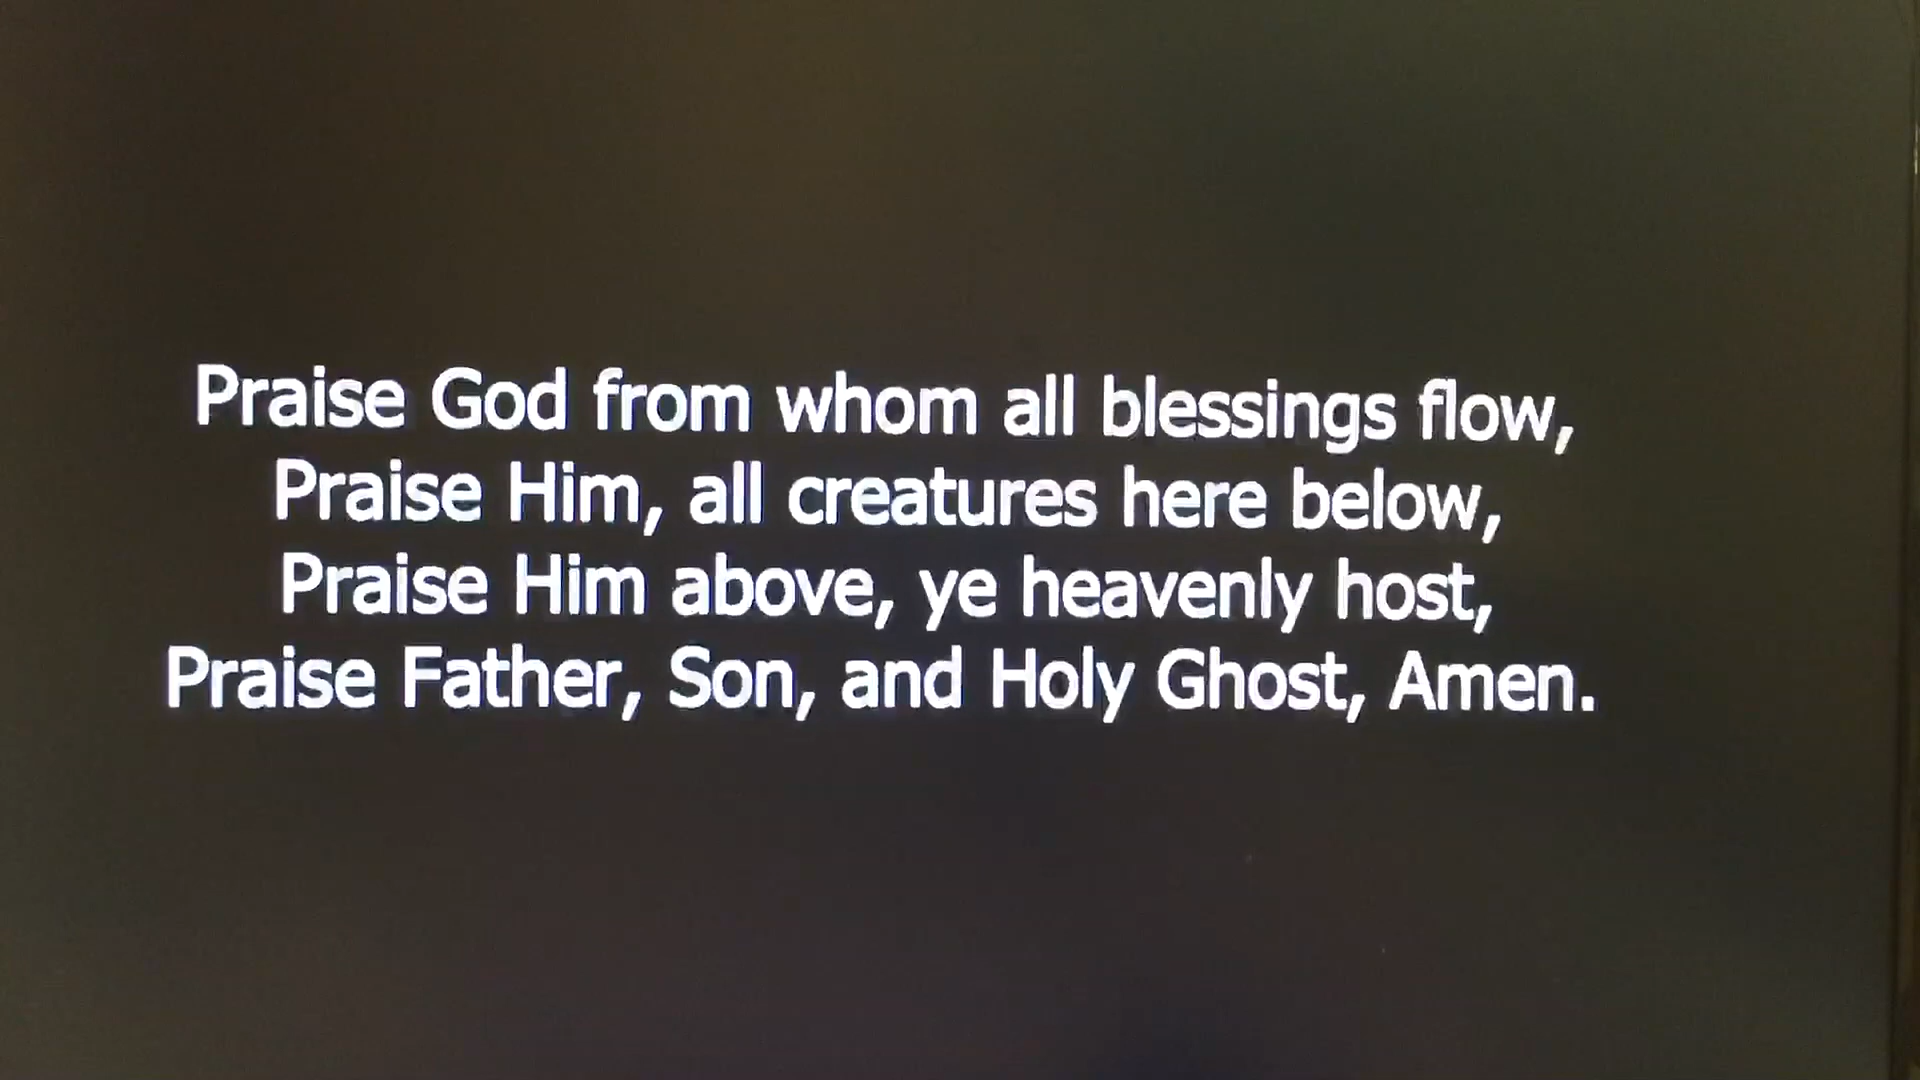 Praise God from whom all blessings flow,
Praise Him, all creatures here below,
Praise Him above, ye heavenly host,
Praise Father, Son, and Holy Ghost, Amen.